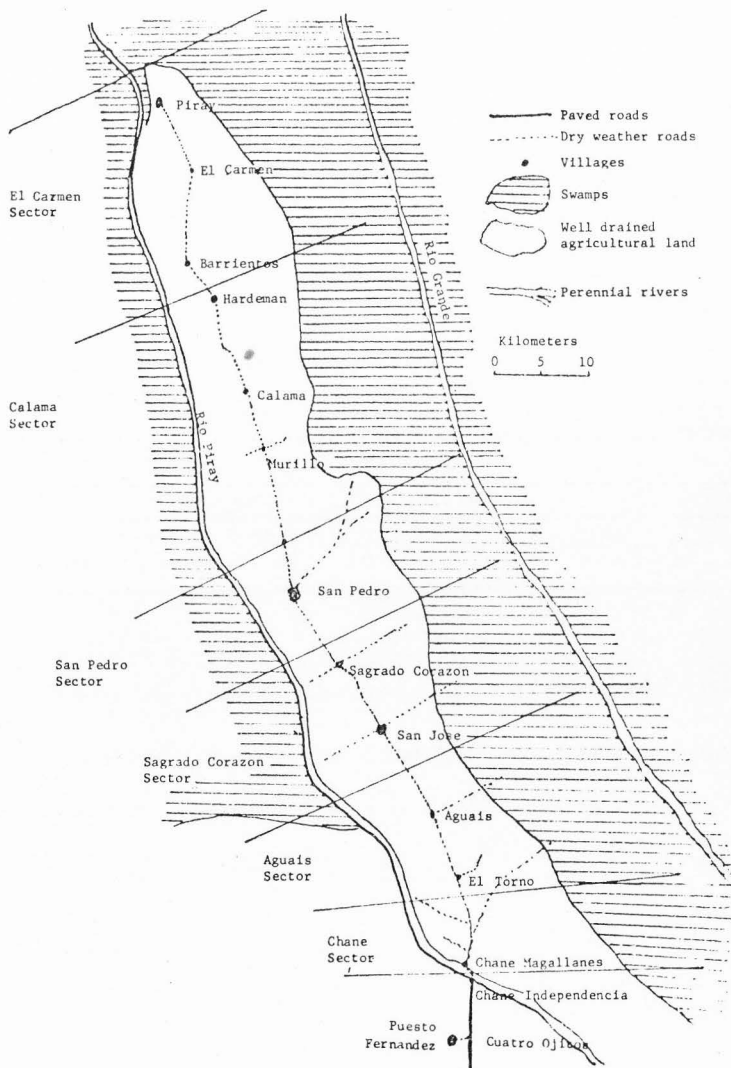 Piray
Paved roads
Dry weather roads
Villages
El Carmen
El Carmen
Sector
Swamps
Well drained
agricultural land
Barrientos
Rio Grande
Hardeman
Perennial rivers
Kilometers
0 5 10
Calama
Calama
Sector
Rio Piray
Murillo
San Pedro
San Pedro
Sector
Sagrado Corazon
San Jose
Sagrado Corazon
Sector
Aguais
Aguais
Sector
El Torno
Chane
Sector
Chane Magallanes
Chane Independencia
Puesto
Fernandez
Cuatro Ojitos